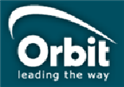 Orbit
leading the way